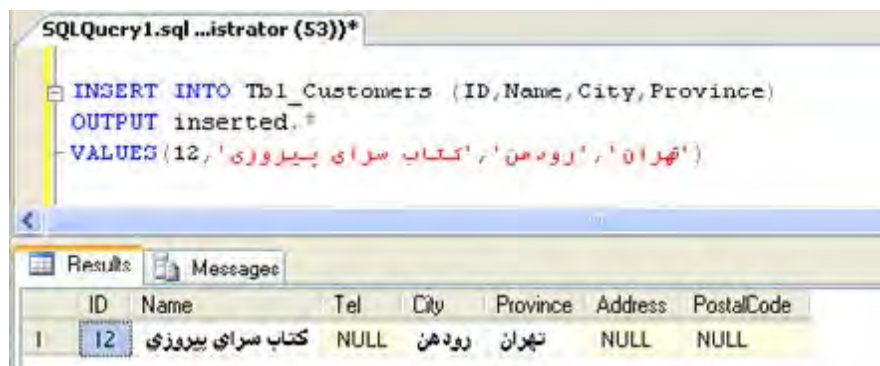 SQLQuery1.sql ...istrator (53))*
INSERT INTO Tbl_Customers (ID,Name,City,Province)
OUTPUT inserted.*
VALUES(12,'کتاب سرای پیروزی','رودهن','تهران')
Results Messages
ID Name Tel City Province Address PostalCode
1 12 کتاب سرای پیروزی NULL رودهن تهران NULL NULL